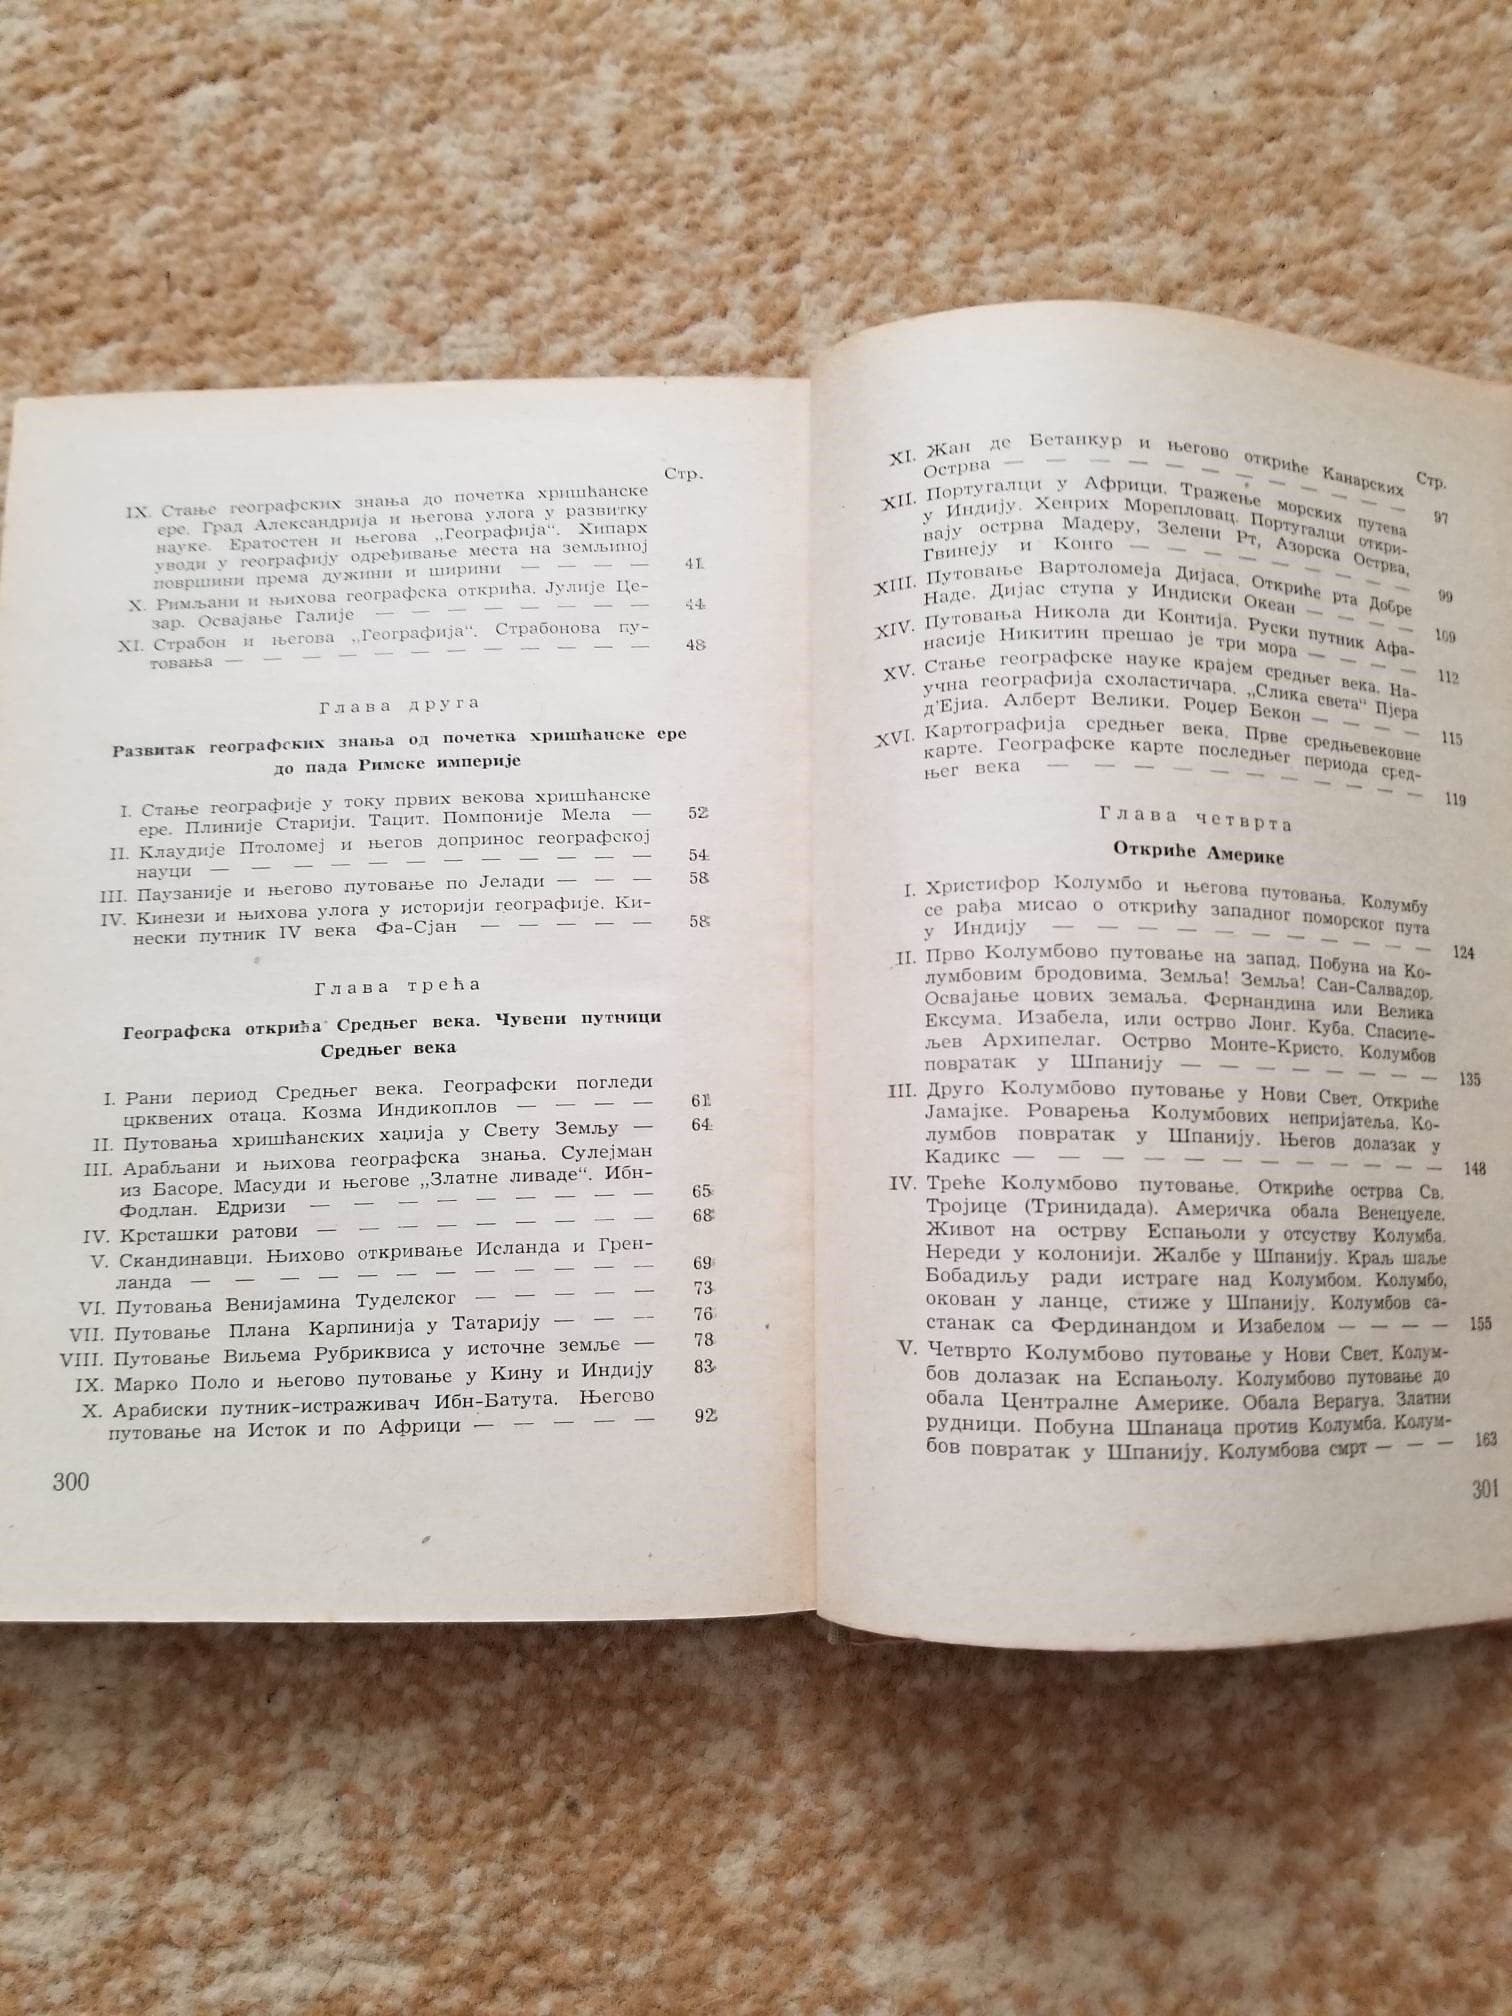 Стр.
IX. Стање географских знања до почетка хришћанске
ере. Град Александрија и његова улога у развитку
науке. Ератостен и његова „Географија“. Хипарх
уводи у географију одређивање места на земљиној
површини према дужини и ширини — — — — 41
X. Римљани и њихова географска открића. Јулије Це-
зар. Освајање Галије — — — — — — — 44
XI. Страбон и његова „Географија“. Страбонова пу-
товања — — — — — — — — — — — 48
Глава друга
Развитак географских знања од почетка хришћанске ере
до пада Римске империје
I. Стање географије у току првих векова хришћанске
ере. Плиније Старији. Тацит. Помпоније Мела — 52
II. Клаудије Птоломеј и његов допринос географској
науци — — — — — — — — — — — 54
III. Паузаније и његово путовање по Јелади — — — 58
IV. Кинези и њихова улога у историји географије. Ки-
нески путник IV века Фа-Сјан — — — — — 58
Глава трећа
Географска открића Средњег века. Чувени путници
Средњег века
I. Рани период Средњег века. Географски погледи
црквених отаца. Козма Индикоплов — — — — 61
II. Путовања хришћанских хаџија у Свету Земљу — 64
III. Арабљани и њихова географска знања. Сулејман
из Басоре. Масуди и његове „Златне ливаде“. Ибн-
Фодлан. Едризи — — — — — — — — — 65
IV. Крсташки ратови — — — — — — — — 68
V. Скандинавци. Њихово откривање Исланда и Грен-
ланда — — — — — — — — — — — 69
VI. Путовања Венијамина Туделског — — — — — 73
VII. Путовање Плана Карпинија у Татарију — — — — 76
VIII. Путовање Виљема Рубриквиса у источне земље — 78
IX. Марко Поло и његово путовање у Кину и Индију 83
X. Арабиски путник-истраживач Ибн-Батута. Његово
путовање на Исток и по Африци — — — — — 92
300
Стр.
XI. Жан де Бетанкур и његово откриће Канарских
Острва — — — — — — — — — — — 97
XII. Португалци у Африци. Тражење морских путева
у Индију. Хенрих Морепловац. Португалци откри-
вају острва Мадеру, Зелени Рт, Азорска Острва,
Гвинеју и Конго — — — — — — — — 99
XIII. Путовање Вартоломеја Дијаса. Откриће рта Добре
Наде. Дијас ступа у Индиски Океан — — — — 109
XIV. Путовања Никола ди Контија. Руски путник Афа-
насије Никитин прешао је три мора — — — — 112
XV. Стање географске науке крајем средњег века. На-
учна географија схоластичара. „Слика света“ Пјера
д’Ејиа. Алберт Велики. Роџер Бекон — — — — 115
XVI. Картографија средњег века. Прве средњевековне
карте. Географске карте последњег периода сред-
њег века — — — — — — — — — — 119
Глава четврта
Откриће Америке
I. Христифор Колумбо и његова путовања. Колумбу
се рађа мисао о открићу западног поморског пута
у Индију — — — — — — — — — — 124
II. Прво Колумбово путовање на запад. Побуна на Ко-
лумбовим бродовима. Земља! Земља! Сан-Салвадор.
Освајање нових земаља. Фернандина или Велика
Ексума. Изабела, или острво Лонг. Куба. Спаситe-
љев Архипелаг. Острво Монте-Кристо. Колумбов
повратак у Шпанију — — — — — — — 135
III. Друго Колумбово путовање у Нови Свет. Откриће
Јамајке. Роварења Колумбових непријатеља. Ко-
лумбов повратак у Шпанију. Његов долазак у
Кадикс — — — — — — — — — — — 148
IV. Треће Колумбово путовање. Откриће острва Св.
Тројице (Тринидада). Америчка обала Венецуеле.
Живот на острву Еспањоли у отсуству Колумба.
Нереди у колонији. Жалбе у Шпанију. Краљ шаље
Бобадиљу ради истраге над Колумбом. Колумбо,
окован у ланце, стиже у Шпанију. Колумбов са-
станак са Фердинандом и Изабелом — — — — 155
V. Четврто Колумбово путовање у Нови Свет. Колум-
бов долазак на Еспањолу. Колумбово путовање до
обала Централне Америке. Обала Верагуа. Златни
рудници. Побуна Шпанаца против Колумба. Колум-
бов повратак у Шпанију. Колумбова смрт — — — 163
301